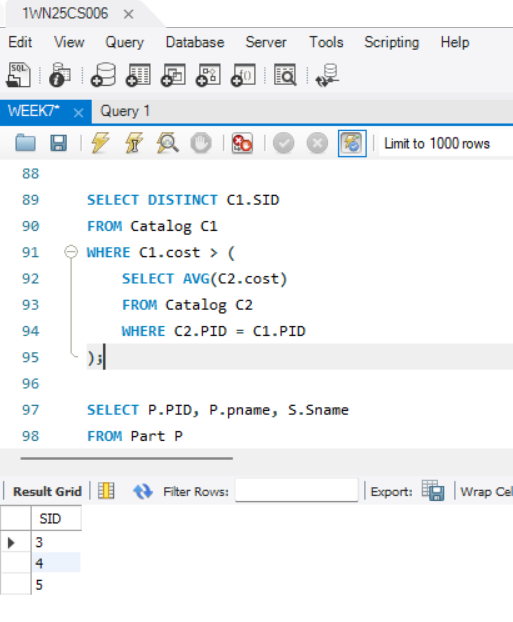 1WN25CS006 ×
Edit View Query Database Server Tools Scripting Help
SQL
WEEK7* × Query 1
Limit to 1000 rows
88
89 SELECT DISTINCT C1.SID
90 FROM Catalog C1
91 WHERE C1.cost > (
92 SELECT AVG(C2.cost)
93 FROM Catalog C2
94 WHERE C2.PID = C1.PID
95 );
96
97 SELECT P.PID, P.pname, S.Sname
98 FROM Part P
Result Grid Filter Rows: Export: Wrap Cel
SID
3
4
5